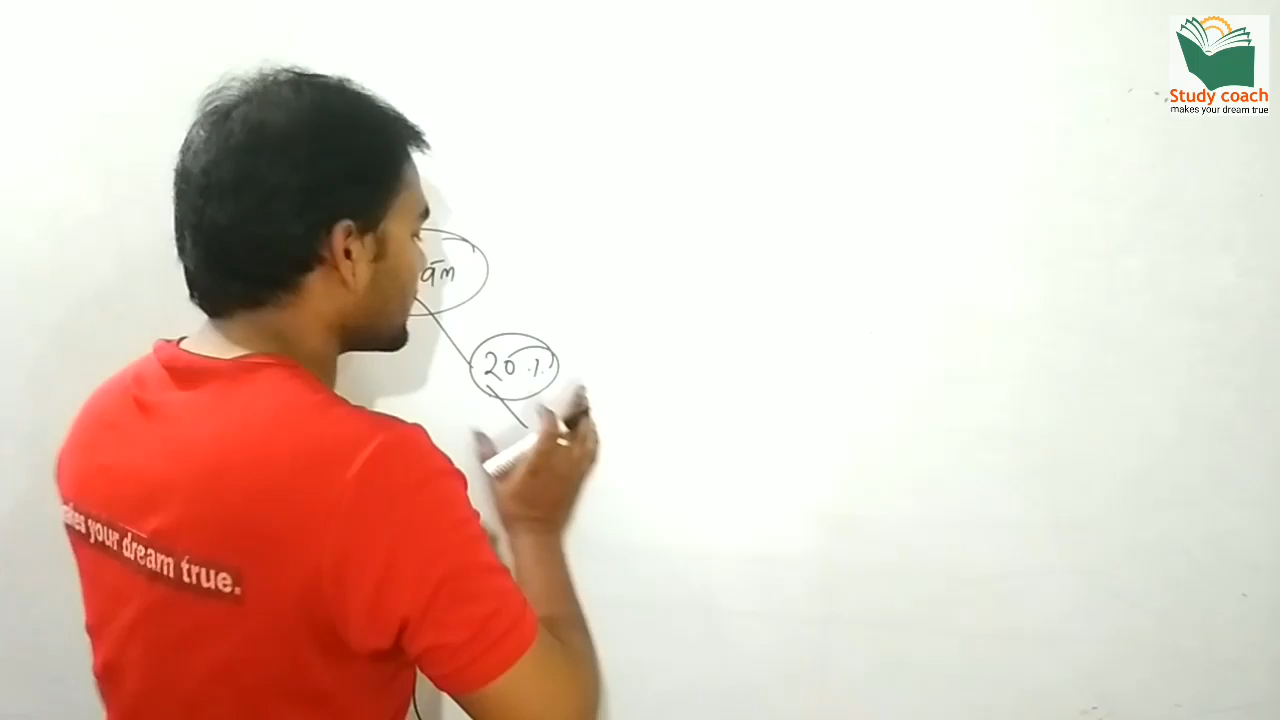 Study coach
makes your dream true
20%
your dream true.